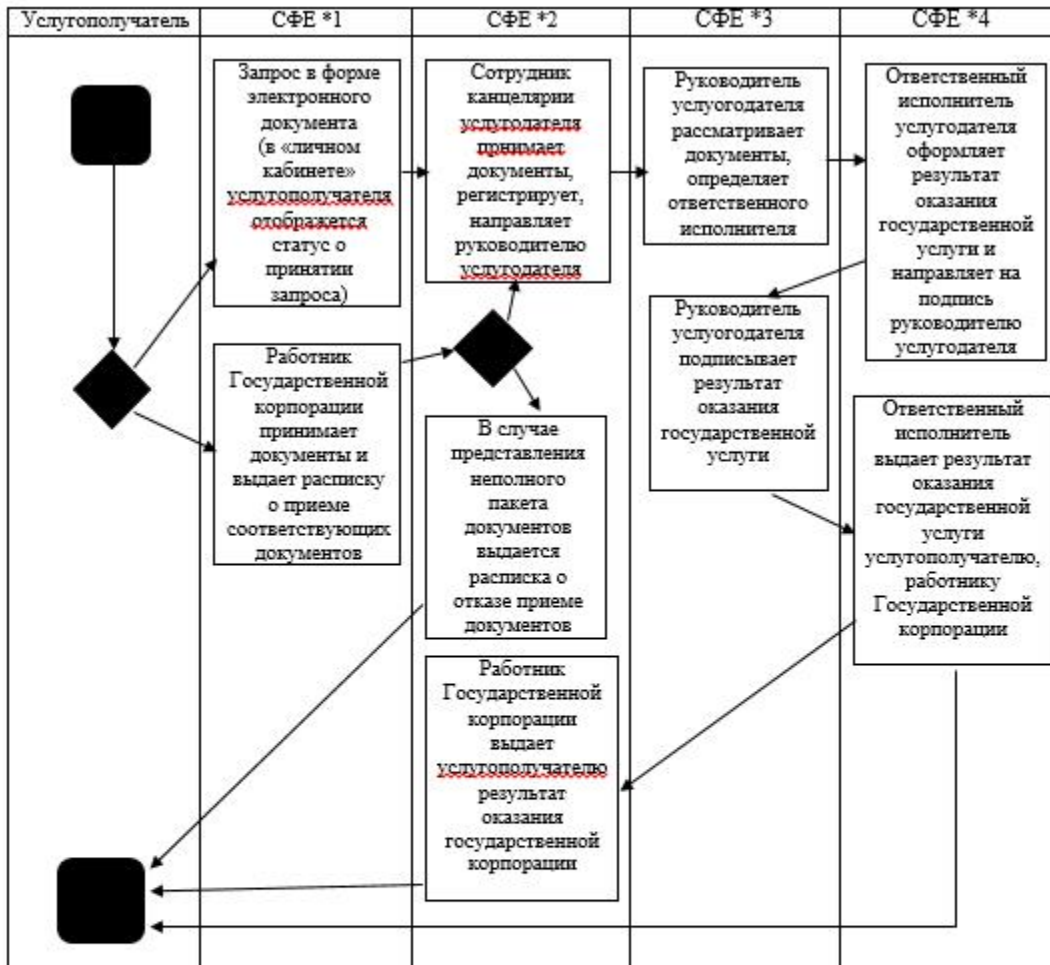 Услугополучатель
СФЕ *1
СФЕ *2
СФЕ *3
СФЕ *4
Запрос в форме
электронного
документа
(в «личном
кабинете»
услугополучателя
отображется
статус о
принятии
запроса)
Работник
Государственной
корпорации
принимает
документы и
выдает расписку
о приеме
соответствующих
документов
Сотрудник
канцелярии
услугодателя
прнимает
документы,
регистрирует,
направляет
руководителю
услугодателя
В случае
представления
неполного
пакета
документов
выдается
расписка о
отказе приеме
документов
Работник
Государственной
корпорации
выдает
услугополучателю
результат
оказания
государственной
корпорации
Руководитель
услуогодателя
рассматривает
документы,
определяет
ответственного
исполнителя
Руководитель
услуогодателя
подписывает
результат
оказания
государственной
услуги
Ответственный
исполнитель
услугодателя
оформляет
результат
оказания
государственной
услуги и
направляет на
подпись
руководителю
услугодателя
Ответственный
исполнитель
выдает результат
оказания
государственной
услуги
услугополучателю,
работнику
Государственной
корпорации